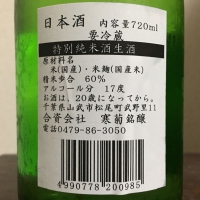 日本酒 内容量720ml
要冷蔵
特別純米酒生酒
原材料名
米(国産)・米麹(国産米)
精米歩合 60%
アルコール分 17度
お酒は、20歳になってから。
千葉県山武市松尾町武野里11
合資会社 寒菊銘醸
電話0479-86-3050
4990778200985